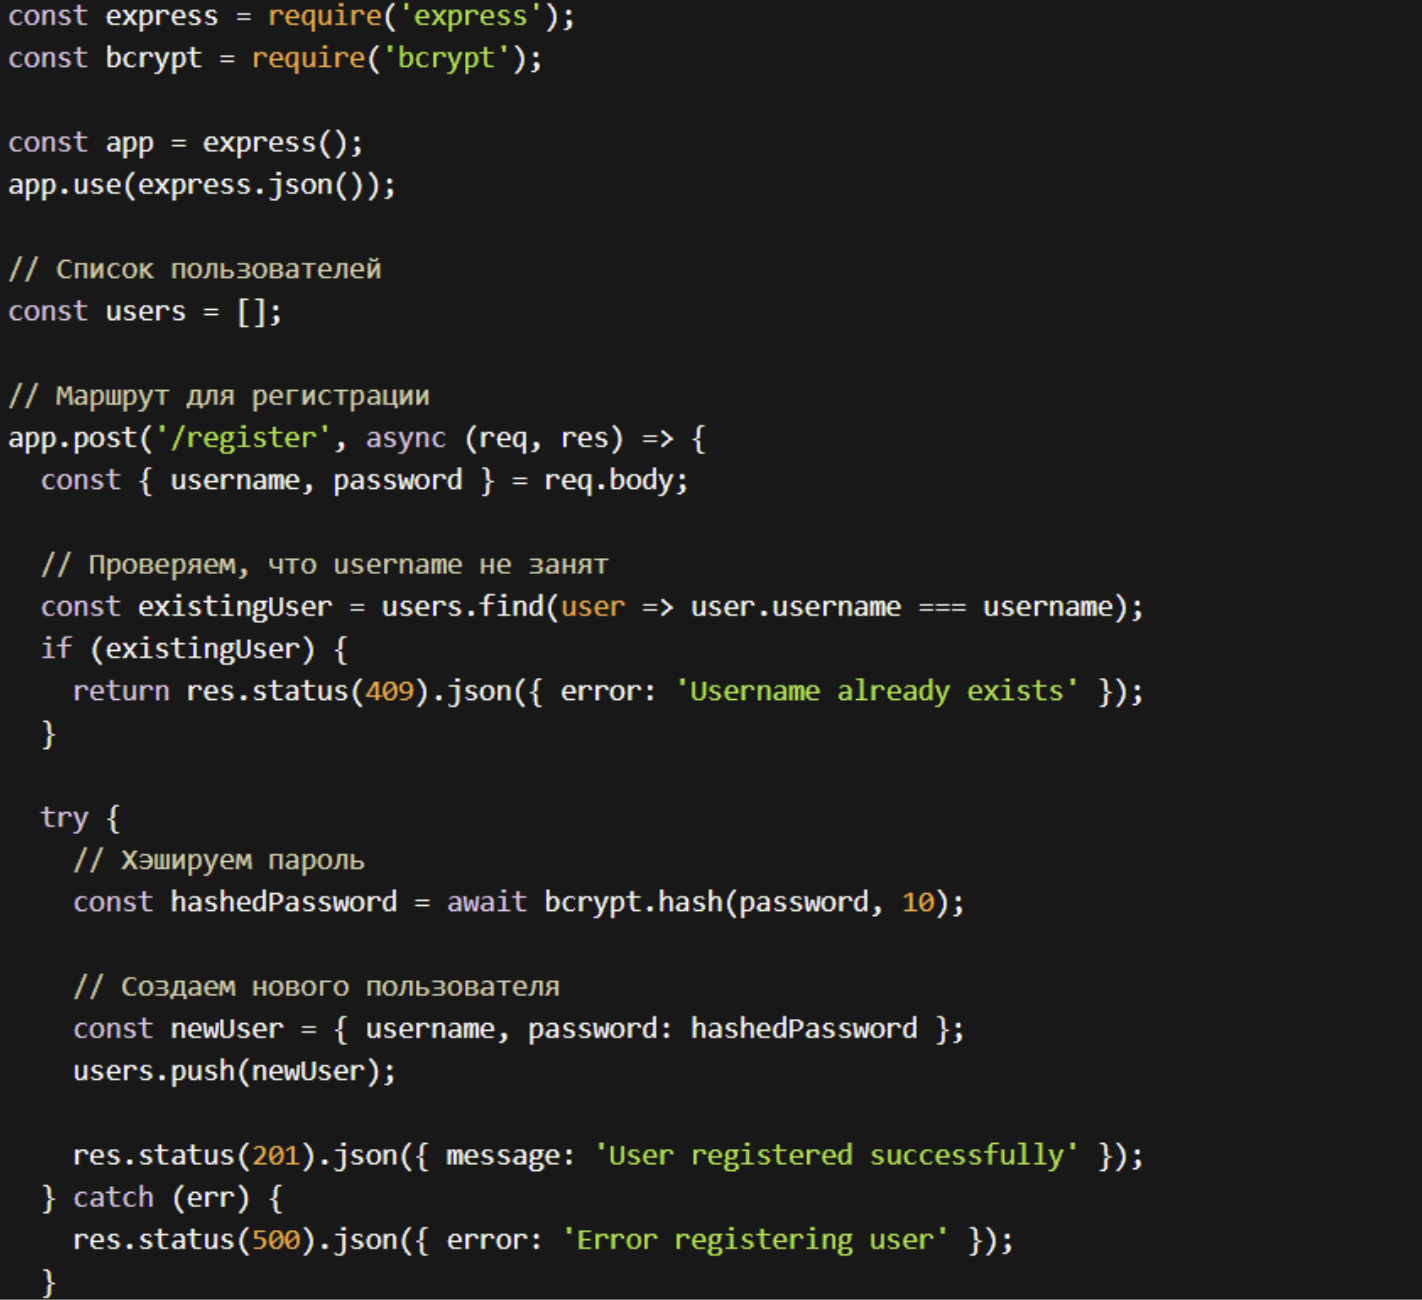 const express = require('express');
const bcrypt = require('bcrypt');
const app = express();
app.use(express.json());
// Список пользователей
const users = [];
// Маршрут для регистрации
app.post('/register', async (req, res) => {
  const { username, password } = req.body;
  // Проверяем, что username не занят
  const existingUser = users.find(user => user.username === username);
  if (existingUser) {
    return res.status(409).json({ error: 'Username already exists' });
  }
  try {
    // Хэшируем пароль
    const hashedPassword = await bcrypt.hash(password, 10);
    // Создаем нового пользователя
    const newUser = { username, password: hashedPassword };
    users.push(newUser);
    res.status(201).json({ message: 'User registered successfully' });
  } catch (err) {
    res.status(500).json({ error: 'Error registering user' });
  }